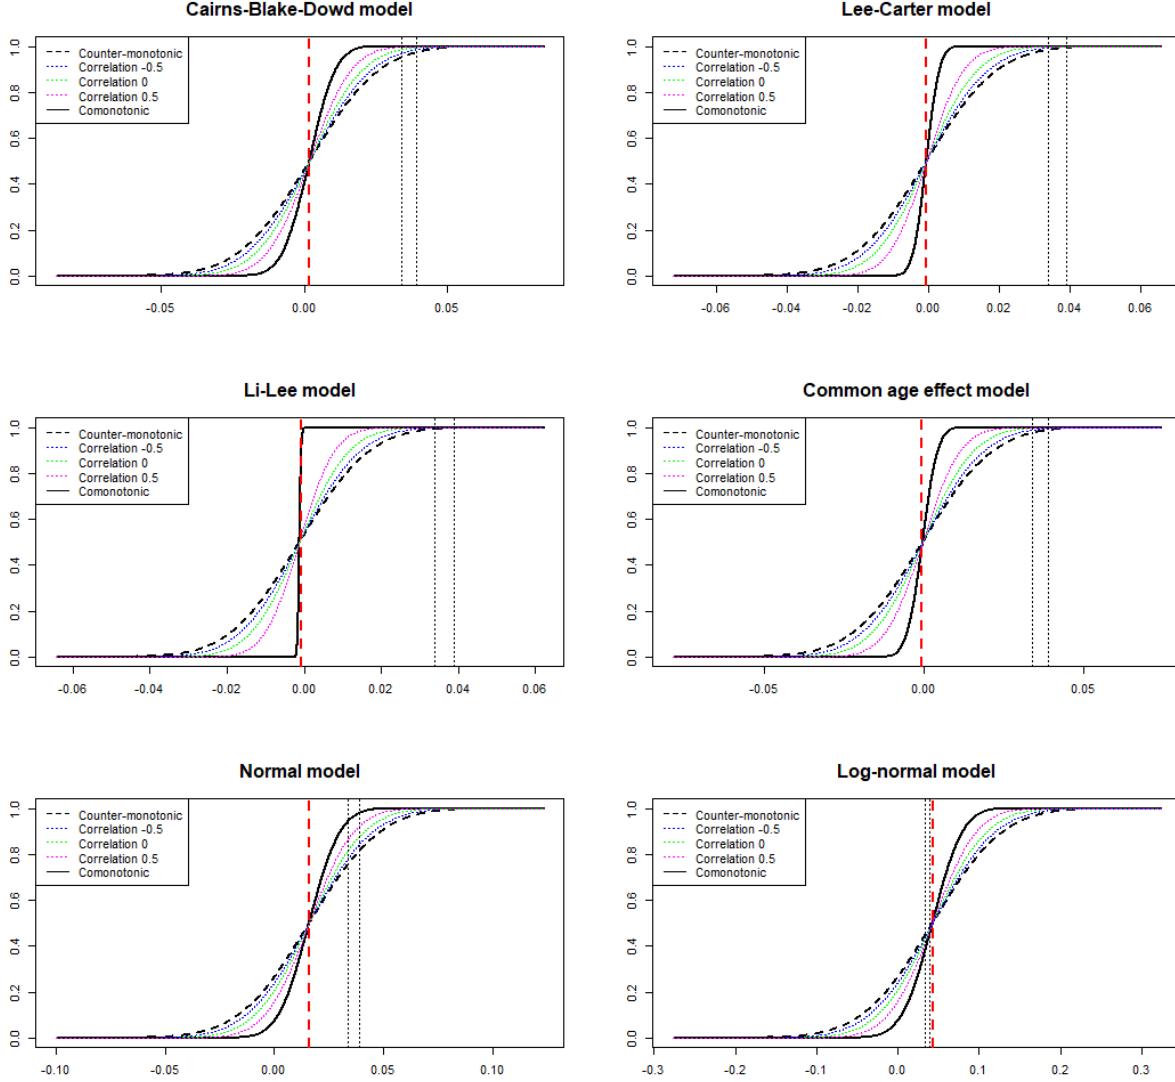 Cairns-Blake-Dowd model
Counter-monotonic
Correlation -0.5
Correlation 0
Correlation 0.5
Comonotonic
0.0 0.2 0.4 0.6 0.8 1.0
-0.05 0.00 0.05
Lee-Carter model
Counter-monotonic
Correlation -0.5
Correlation 0
Correlation 0.5
Comonotonic
0.0 0.2 0.4 0.6 0.8 1.0
-0.06 -0.04 -0.02 0.00 0.02 0.04 0.06
Li-Lee model
Counter-monotonic
Correlation -0.5
Correlation 0
Correlation 0.5
Comonotonic
0.0 0.2 0.4 0.6 0.8 1.0
-0.06 -0.04 -0.02 0.00 0.02 0.04 0.06
Common age effect model
Counter-monotonic
Correlation -0.5
Correlation 0
Correlation 0.5
Comonotonic
0.0 0.2 0.4 0.6 0.8 1.0
-0.05 0.00 0.05
Normal model
Counter-monotonic
Correlation -0.5
Correlation 0
Correlation 0.5
Comonotonic
0.0 0.2 0.4 0.6 0.8 1.0
-0.10 -0.05 0.00 0.05 0.10
Log-normal model
Counter-monotonic
Correlation -0.5
Correlation 0
Correlation 0.5
Comonotonic
0.0 0.2 0.4 0.6 0.8 1.0
-0.3 -0.2 -0.1 0.0 0.1 0.2 0.3